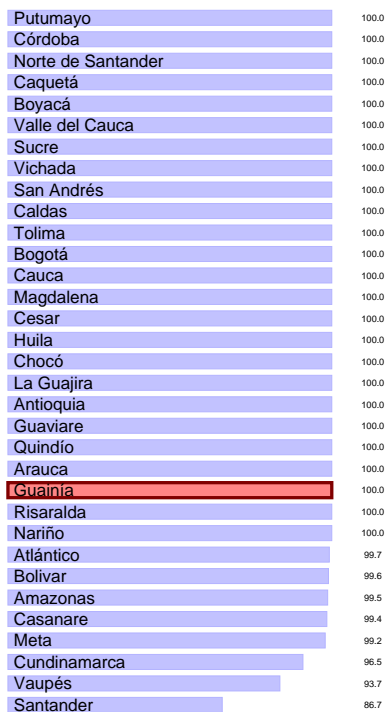 Putumayo 100.0
Córdoba 100.0
Norte de Santander 100.0
Caquetá 100.0
Boyacá 100.0
Valle del Cauca 100.0
Sucre 100.0
Vichada 100.0
San Andrés 100.0
Caldas 100.0
Tolima 100.0
Bogotá 100.0
Cauca 100.0
Magdalena 100.0
Cesar 100.0
Huila 100.0
Chocó 100.0
La Guajira 100.0
Antioquia 100.0
Guaviare 100.0
Quindío 100.0
Arauca 100.0
Guainía 100.0
Risaralda 100.0
Nariño 100.0
Atlántico 99.7
Bolivar 99.6
Amazonas 99.5
Casanare 99.4
Meta 99.2
Cundinamarca 96.5
Vaupés 93.7
Santander 86.7